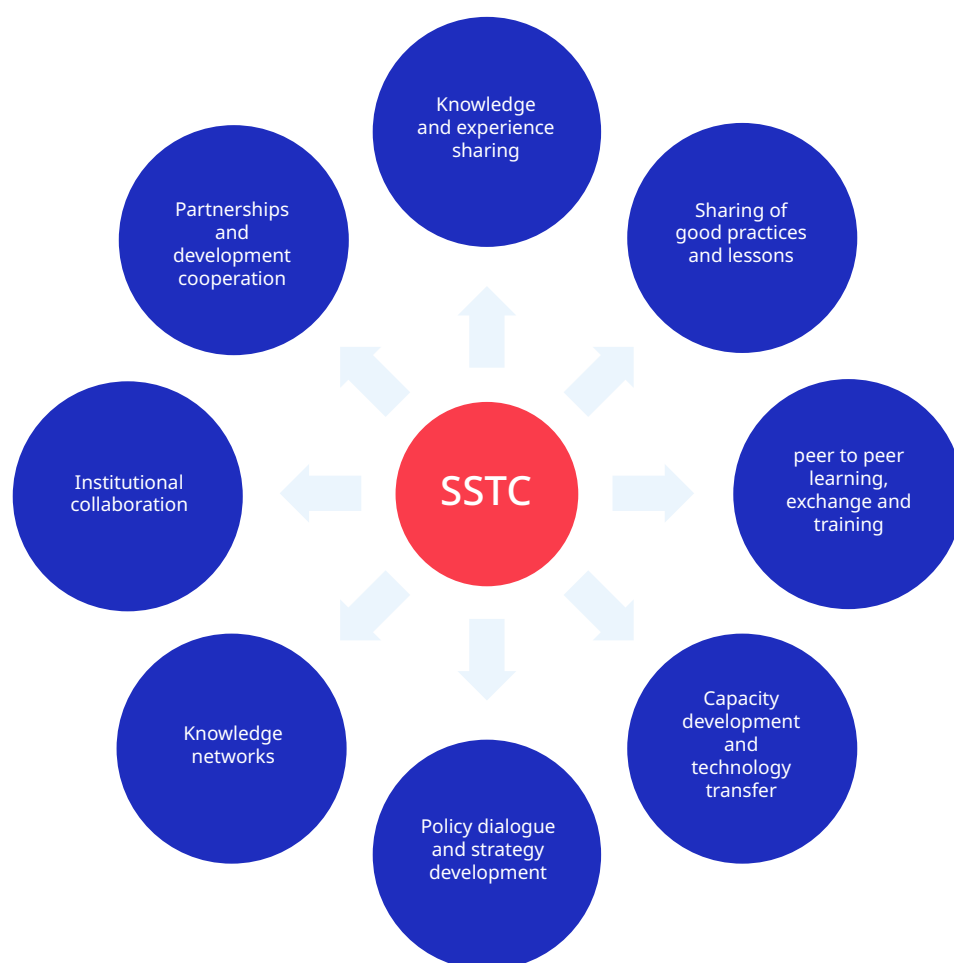 Knowledge
and experience
sharing
Sharing of
good practices
and lessons
peer to peer
learning,
exchange and
training
Capacity
development
and
technology
transfer
Policy dialogue
and strategy
development
Knowledge
networks
Institutional
collaboration
Partnerships
and
development
cooperation
SSTC